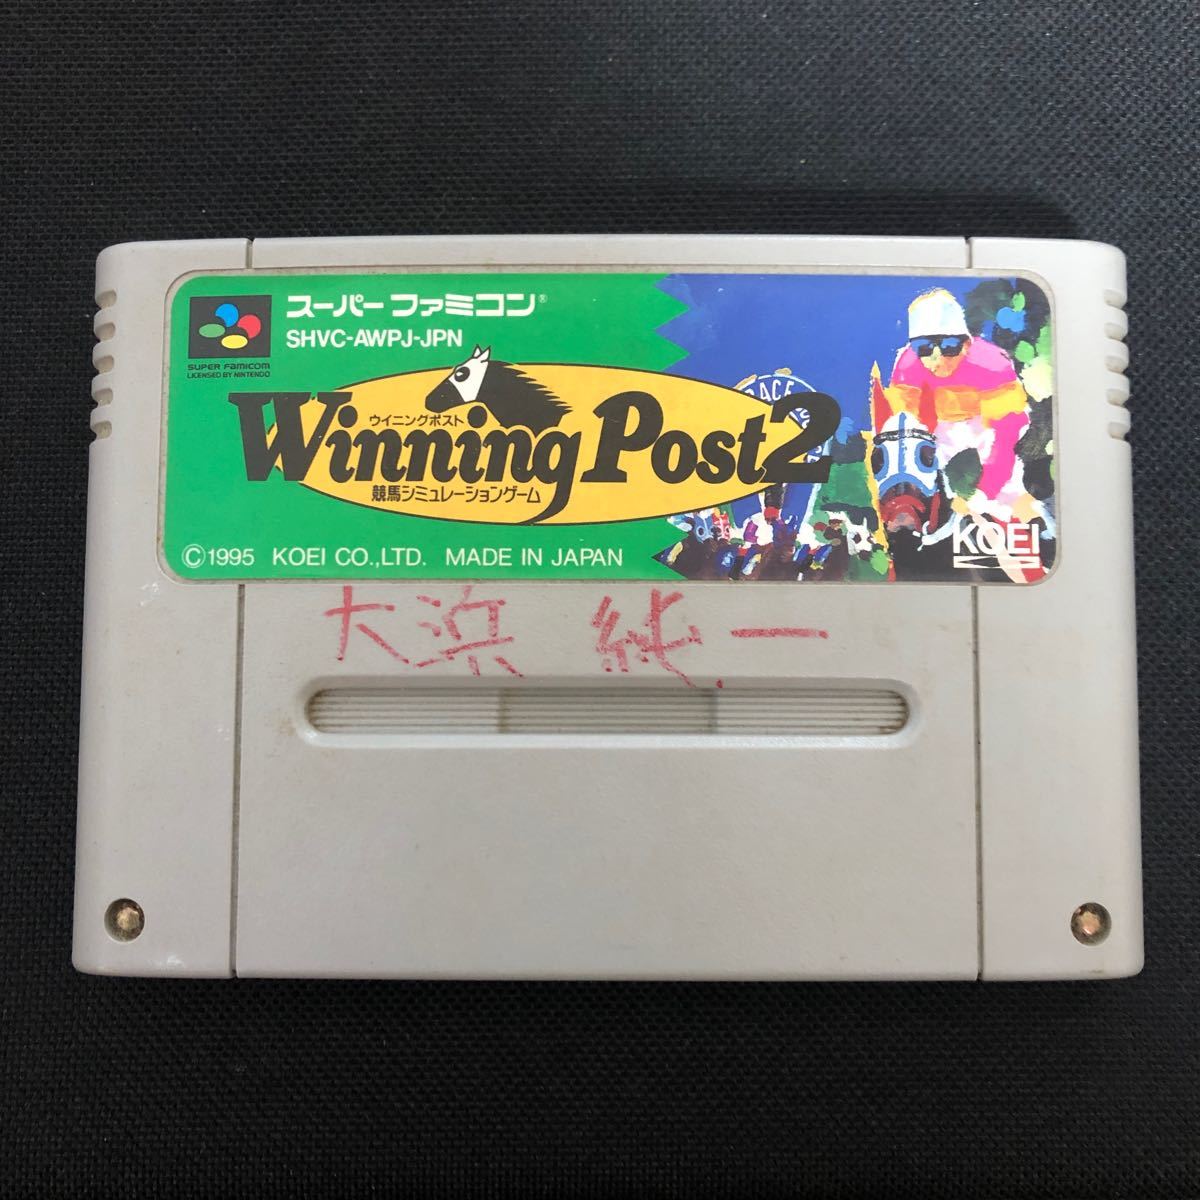 スーパーファミコン®
SHVC-AWPJ-JPN
SUPER FAMICOM
LICENSED BY NINTENDO
ウイニングポスト
Winning Post 2
競馬シミュレーションゲーム
RACE
©1995 KOEI CO.,LTD. MADE IN JAPAN
KOEI
大浜 純一